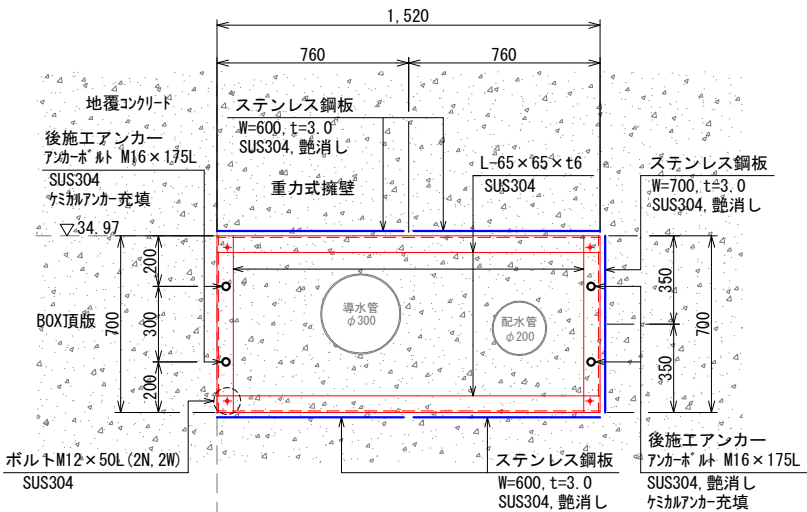 1,520
760
760
地覆コンクリート
ステンレス鋼板
W=600, t=3.0
SUS304, 艶消し
後施工アンカー
アンカーボルト M16×175L
SUS304
ケミカルアンカー充填
重力式擁壁
L-65×65×t6
SUS304
ステンレス鋼板
W=700, t=3.0
SUS304, 艶消し
▽34.97
200
300
200
700
BOX頂版
導水管
φ300
配水管
φ200
350
350
700
ボルトM12×50L(2N, 2W)
SUS304
ステンレス鋼板
W=600, t=3.0
SUS304, 艶消し
後施工アンカー
アンカーボルト M16×175L
SUS304, 艶消し
ケミカルアンカー充填